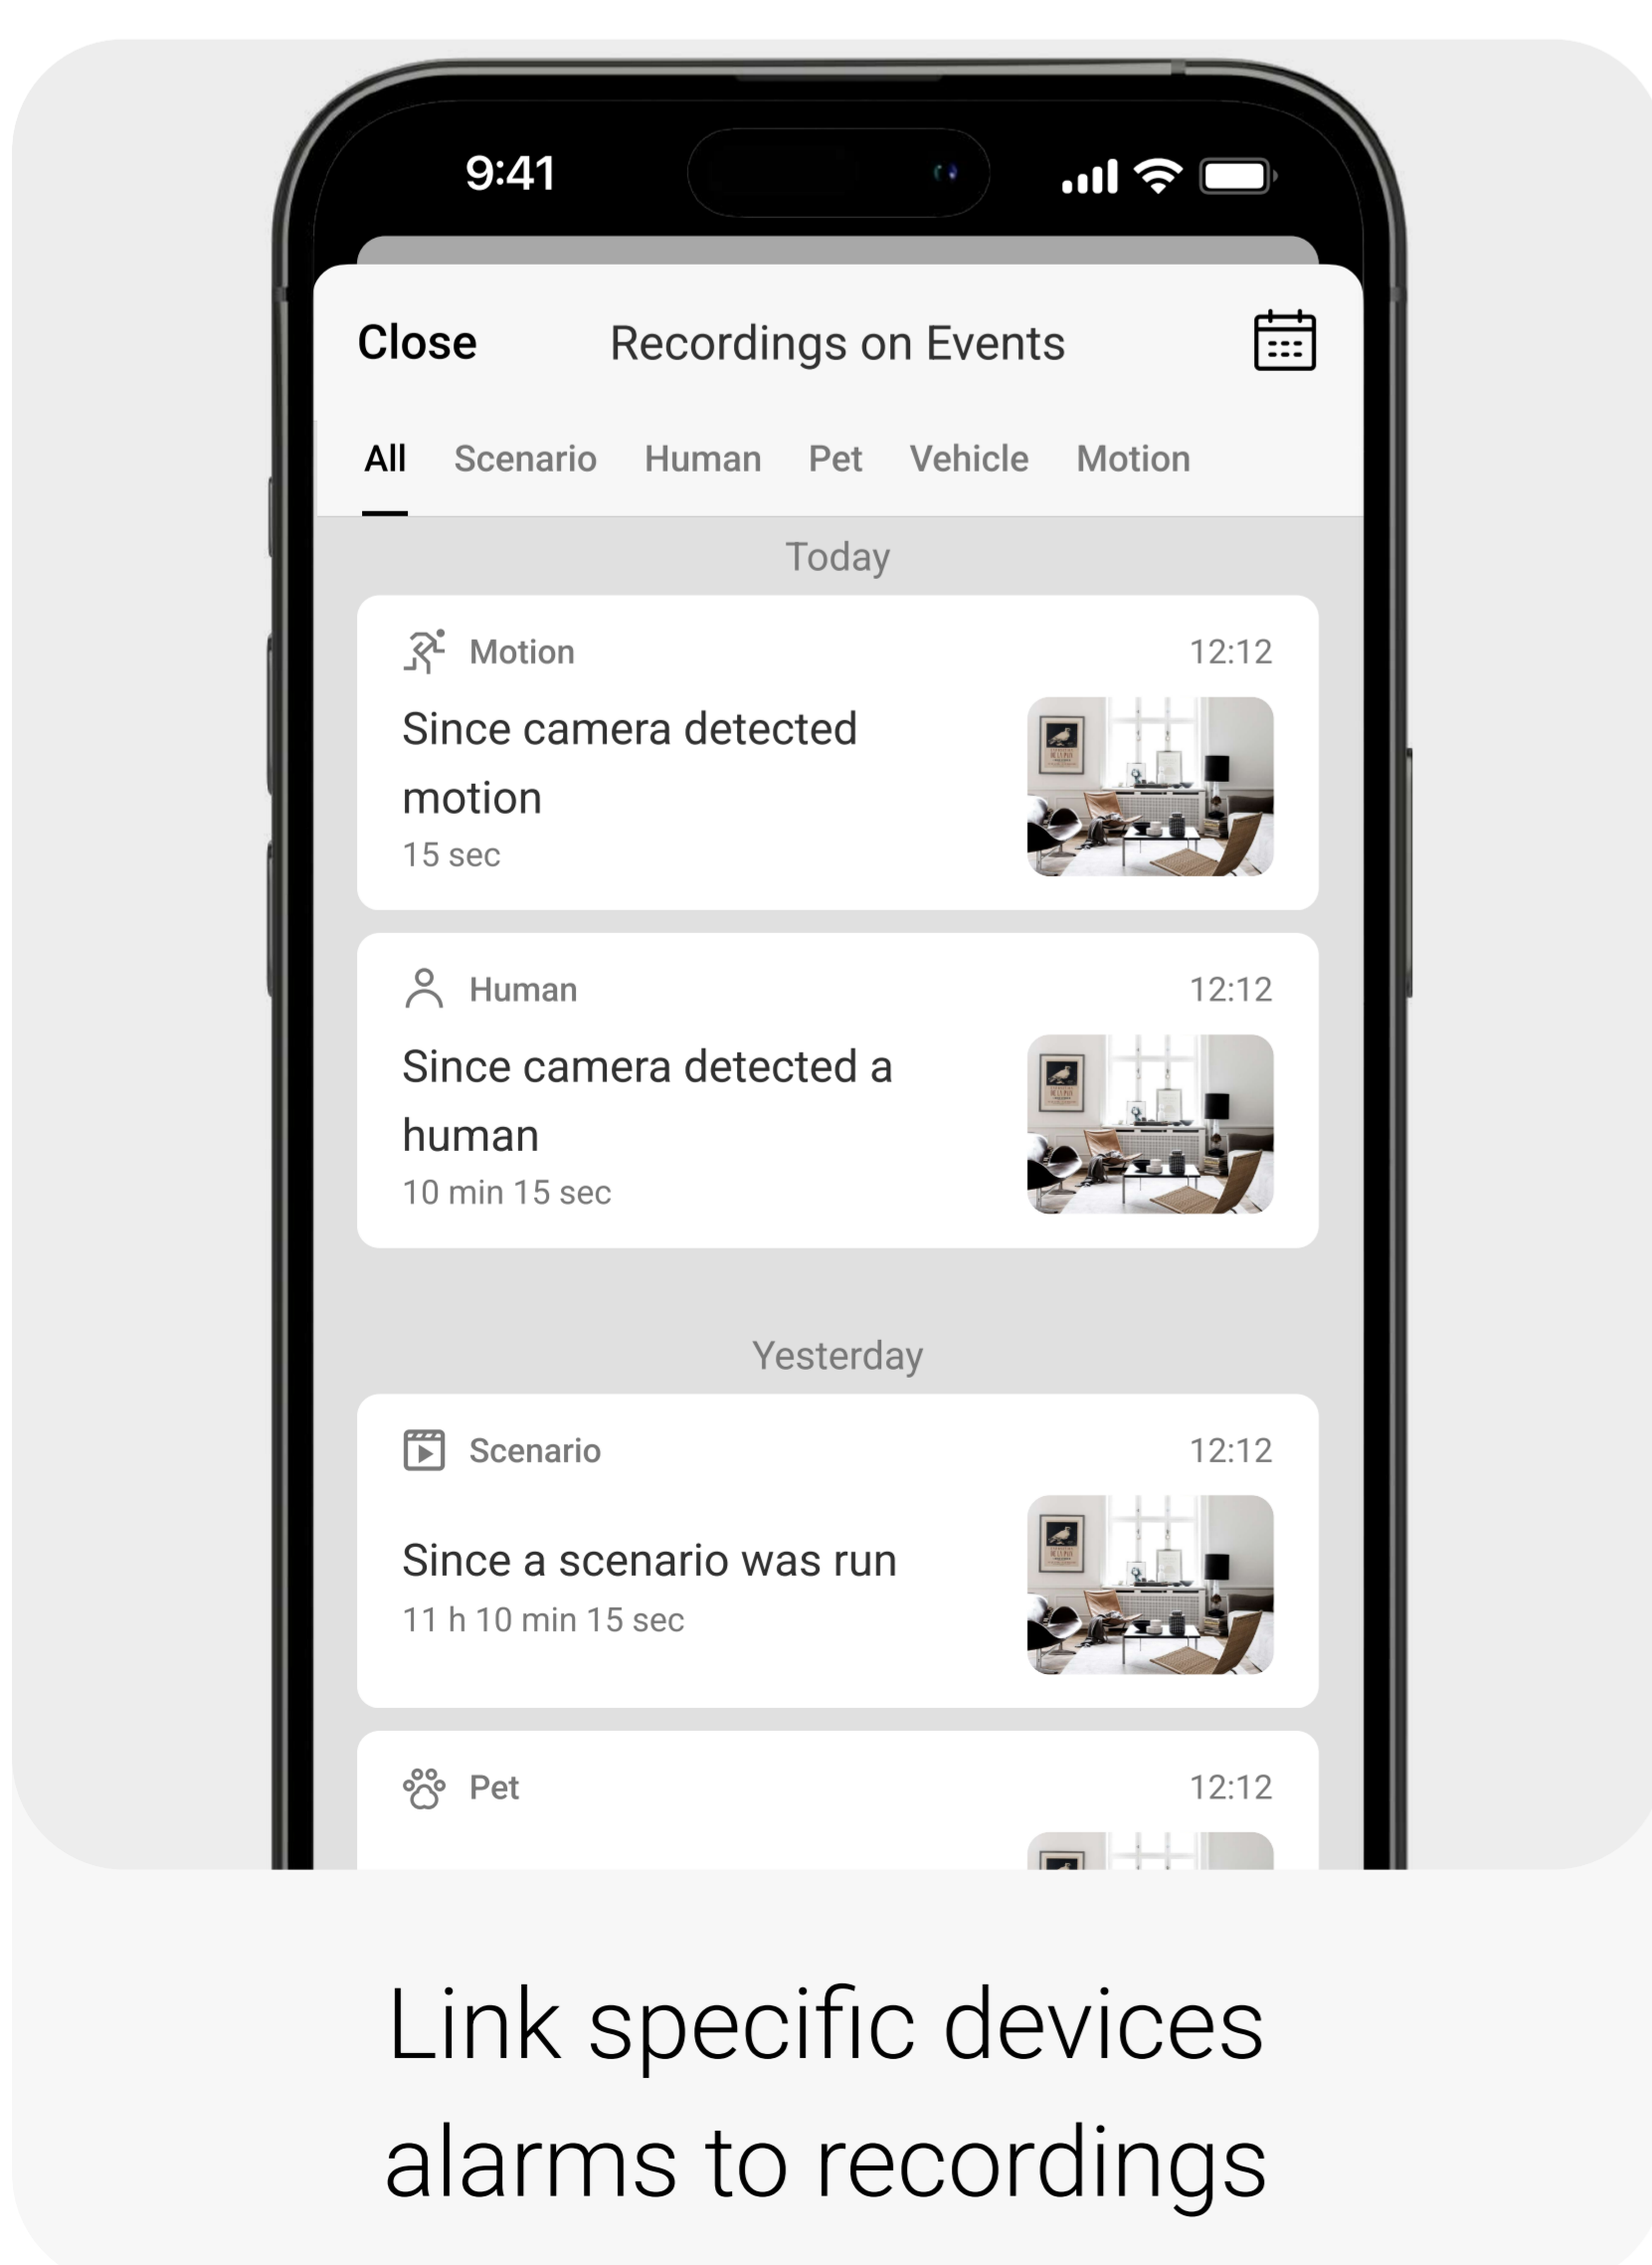 9:41
Close Recordings on Events
All Scenario Human Pet Vehicle Motion
Today
Motion 12:12
Since camera detected
motion
15 sec
Human 12:12
Since camera detected a
human
10 min 15 sec
Yesterday
Scenario 12:12
Since a scenario was run
11 h 10 min 15 sec
Pet 12:12
Link specific devices
alarms to recordings